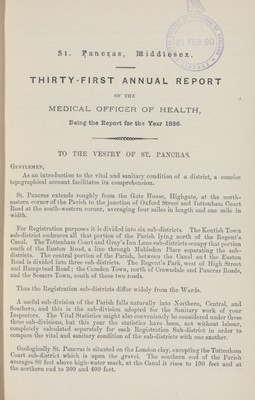 St. Pancras, Middlesex.
THIRTY-FIRST ANNUAL REPORT
OF THE
MEDICAL OFFICER OF HEALTH,
Being the Report for the Year 1886.
TO THE VESTRY OF ST. PANCRAS.
GENTLEMEN,
As an introduction to the vital and sanitary condition of a district, a concise
topographical account facilitates its comprehension.
St. Pancras extends roughly from the Gate House, Highgate, at the north-
eastern corner of the Parish to the junction of Oxford Street and Tottenham Court
Road at the south-western corner, averaging four miles in length and one mile in
width.
For Registration purposes it is divided into six sub-districts. The Kentish Town
sub-district embraces all that portion of the Parish lying north of the Regent's
Canal. The Tottenham Court and Gray's Inn Lane sub-districts occupy that portion
south of the Euston Road, a line through Mabledon Place separating the sub-
districts. The central portion of the Parish, between the Canal and the Euston
Road is divided into three sub-districts. The Regent's Park, west of High Street
and Hampstead Road; the Camden Town, north of Crowndale and Pancras Roads,
and the Somers Town, south of these two roads.
Thus the Registration sub-districts differ widely from the Wards.
A useful sub-division of the Parish falls naturally into Northern, Central, and
Southern, and this is the sub-division adopted for the Sanitary work of your
Inspectors. The Vital Statistics might also conveniently be considered under these
three sub-divisions, but this year the statistics have been, not without labour,
completely calculated separately for each Registration Sub-district in order to
compare the vital and sanitary condition of the sub-districts with one another.
Geologically St. Pancras is situated on the London clay, excepting the Tottenham
Court sub-district which is upon the gravel. The southern end of the Parish
averages 80 feet above high-water mark, at the Canal it rises to 100 feet and at
the northern end to 300 and 400 feet.